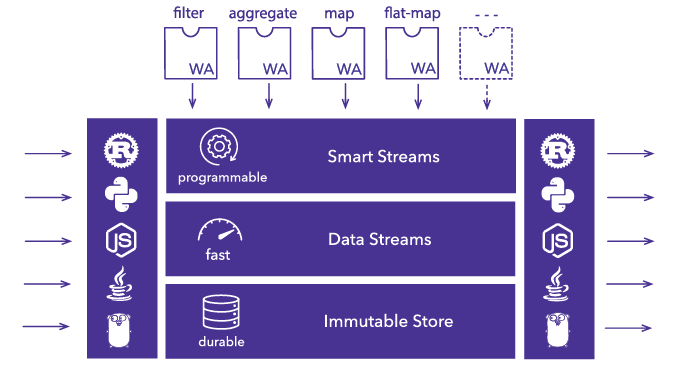 filter aggregate map flat-map ---
WA WA WA WA WA
programmable Smart Streams
fast Data Streams
durable Immutable Store
R R
JS JS